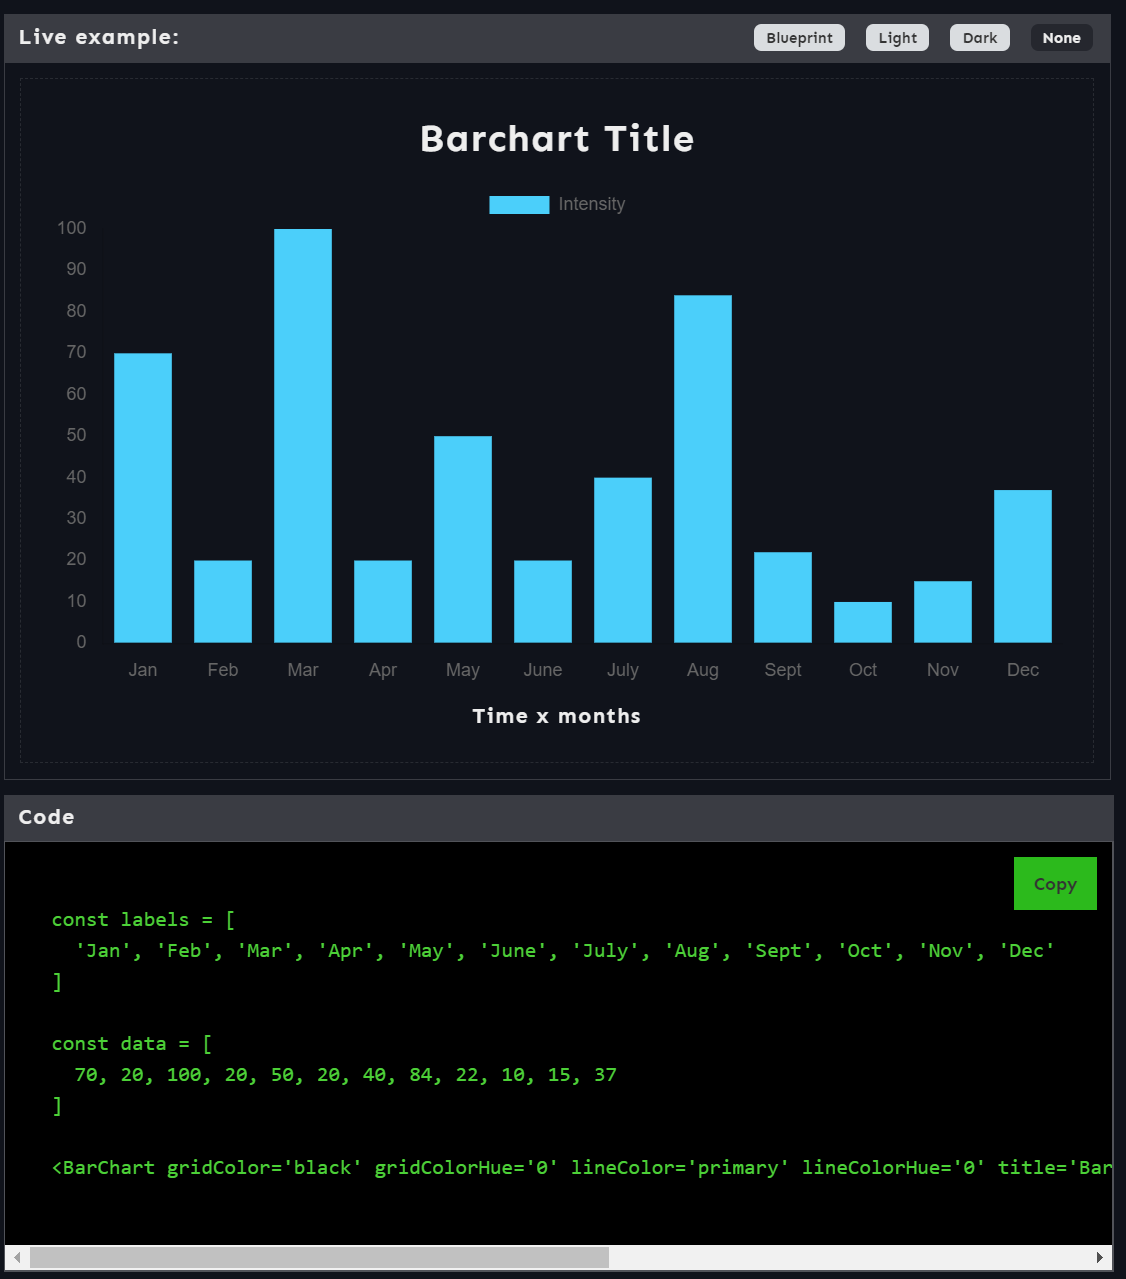 Live example:
Blueprint Light Dark None
Barchart Title
Intensity
100
90
80
70
60
50
40
30
20
10
0
Jan Feb Mar Apr May June July Aug Sept Oct Nov Dec
Time x months
Code
Copy
const labels = [
'Jan', 'Feb', 'Mar', 'Apr', 'May', 'June', 'July', 'Aug', 'Sept', 'Oct', 'Nov', 'Dec'
]
const data = [
70, 20, 100, 20, 50, 20, 40, 84, 22, 10, 15, 37
]
<BarChart gridColor='black' gridColorHue='0' lineColor='primary' lineColorHue='0' title='Bar